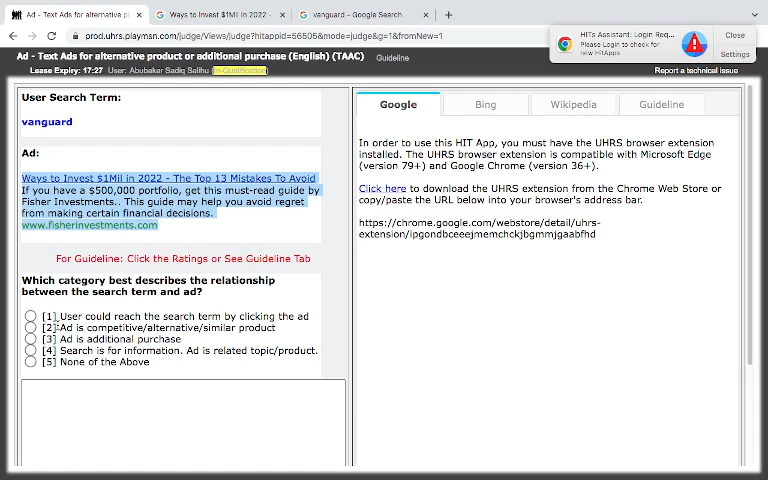 Ad - Text Ads for alternative pr
Ways to Invest $1Mil in 2022 -
vanguard - Google Search
prod.uhrs.playmsn.com/judge/Views/judge?hitappid=56505&mode=judge&g=1&fromNew=1
HITs Assistant: Login Req...
Please Login to check for
new HitApps
Close
Settings
Ad - Text Ads for alternative product or additional purchase (English) (TAAC)
Guideline
Lease Expiry: 17:27 User: Abubakar Sadiq Salihu (In-Qualification)
Report a technical issue
User Search Term:
vanguard
Ad:
Ways to Invest $1Mil in 2022 - The Top 13 Mistakes To Avoid
If you have a $500,000 portfolio, get this must-read guide by
Fisher Investments.. This guide may help you avoid regret
from making certain financial decisions.
www.fisherinvestments.com
For Guideline: Click the Ratings or See Guideline Tab
Which category best describes the relationship
between the search term and ad?
[1] User could reach the search term by clicking the ad
[2] Ad is competitive/alternative/similar product
[3] Ad is additional purchase
[4] Search is for information. Ad is related topic/product.
[5] None of the Above
Google
Bing
Wikipedia
Guideline
In order to use this HIT App, you must have the UHRS browser extension
installed. The UHRS browser extension is compatible with Microsoft Edge
(version 79+) and Google Chrome (version 36+).
Click here to download the UHRS extension from the Chrome Web Store or
copy/paste the URL below into your browser's address bar.
https://chrome.google.com/webstore/detail/uhrs-
extension/ipgondbceeejmemchckjbgmmjgaabfhd